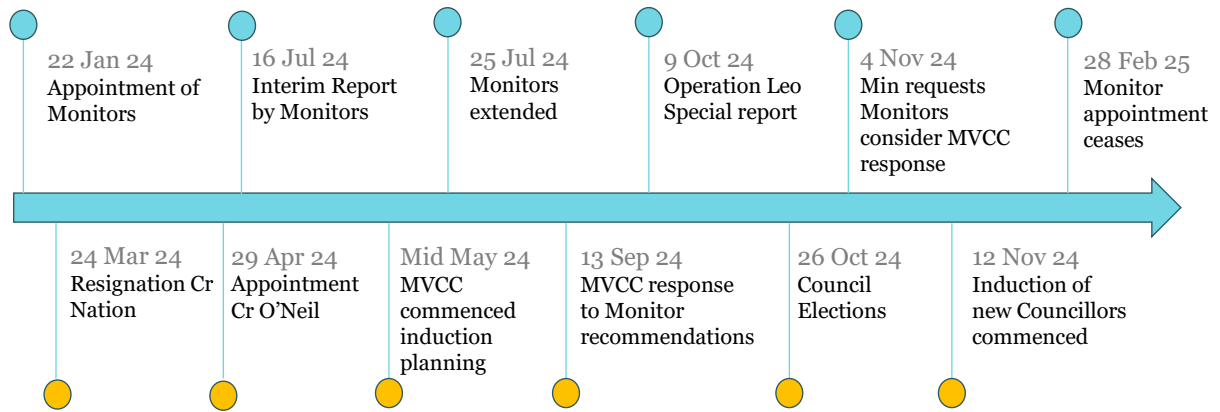 22 Jan 24
Appointment of
Monitors
16 Jul 24
Interim Report
by Monitors
25 Jul 24
Monitors
extended
9 Oct 24
Operation Leo
Special report
4 Nov 24
Min requests
Monitors
consider MVCC
response
28 Feb 25
Monitor
appointment
ceases
24 Mar 24
Resignation Cr
Nation
29 Apr 24
Appointment
Cr O’Neil
Mid May 24
MVCC
commenced
induction
planning
13 Sep 24
MVCC response
to Monitor
recommendations
26 Oct 24
Council
Elections
12 Nov 24
Induction of
new Councillors
commenced